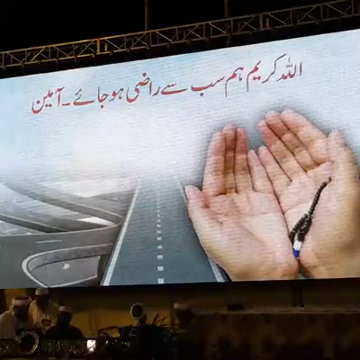 اللہ کریم ہم سب سے راضی ہو جائے۔ آمین